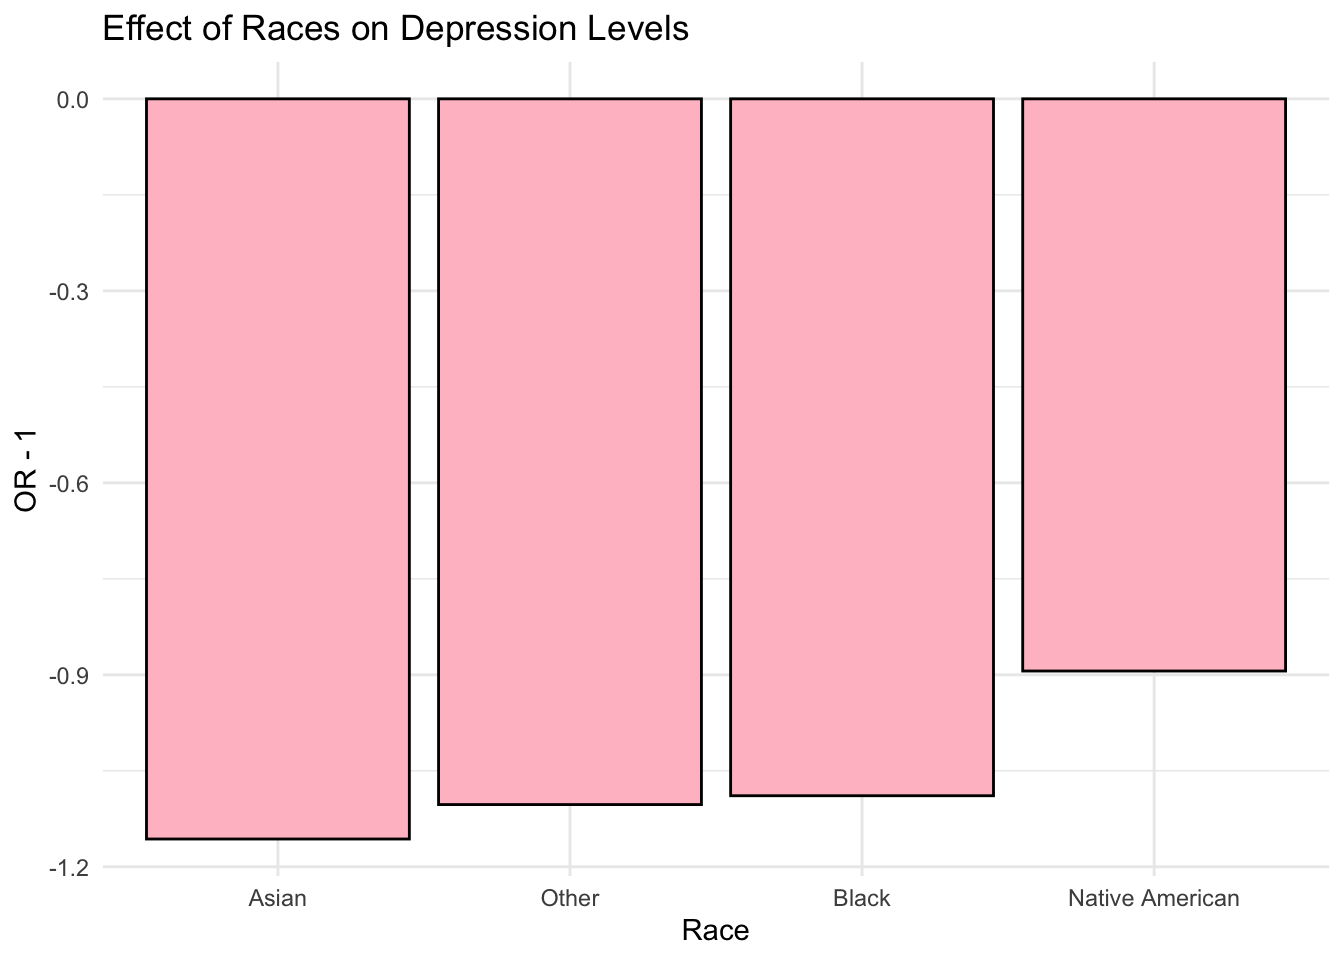 Effect of Races on Depression Levels
0.0
-0.3
-0.6
-0.9
-1.2
OR - 1
Asian Other Black Native American
Race